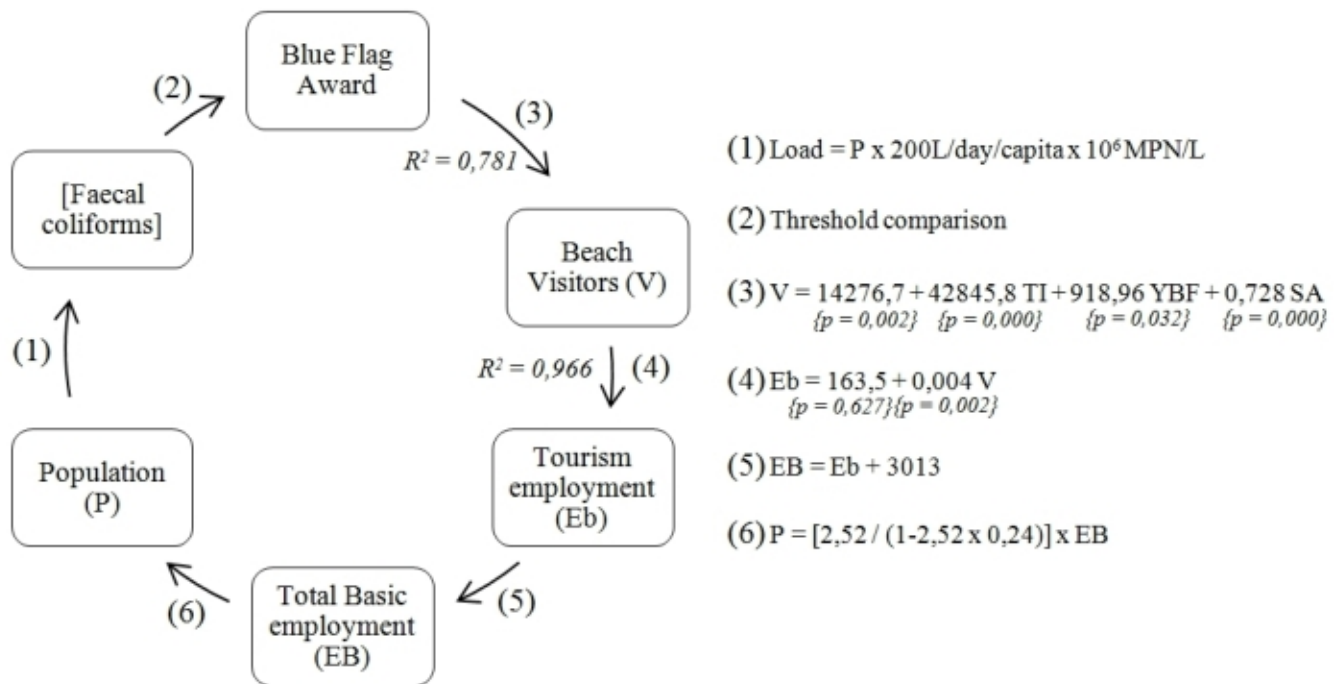 Blue Flag
Award
(2)
(3)
R² = 0,781
[Faecal
coliforms]
Beach
Visitors (V)
(1)
R² = 0,966
(4)
Population
(P)
Tourism
employment
(Eb)
(6)
Total Basic
employment
(EB)
(5)
(1) Load = P x 200L/day/capita x 10⁶ MPN/L
(2) Threshold comparison
(3) V = 14276,7 + 42845,8 TI + 918,96 YBF + 0,728 SA
{p = 0,002} {p = 0,000} {p = 0,032} {p = 0,000}
(4) Eb = 163,5 + 0,004 V
{p = 0,627}{p = 0,002}
(5) EB = Eb + 3013
(6) P = [2,52 / (1-2,52 x 0,24)] x EB